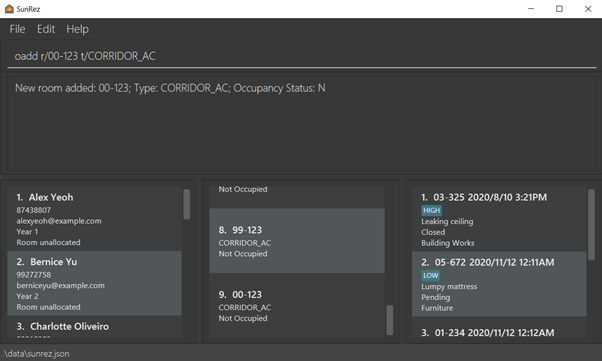 SunRez
File Edit Help
oadd r/00-123 t/CORRIDOR_AC
New room added: 00-123; Type: CORRIDOR_AC; Occupancy Status: N
1. Alex Yeoh
87438807
alexyeoh@example.com
Year 1
Room unallocated
2. Bernice Yu
99272758
berniceyu@example.com
Year 2
Room unallocated
3. Charlotte Oliveiro
Not Occupied
8. 99-123
CORRIDOR_AC
Not Occupied
9. 00-123
CORRIDOR_AC
Not Occupied
1. 03-325 2020/8/10 3:21PM
HIGH
Leaking ceiling
Closed
Building Works
2. 05-672 2020/11/12 12:11AM
LOW
Lumpy mattress
Pending
Furniture
3. 01-234 2020/11/12 12:12AM
.\data\sunrez.json